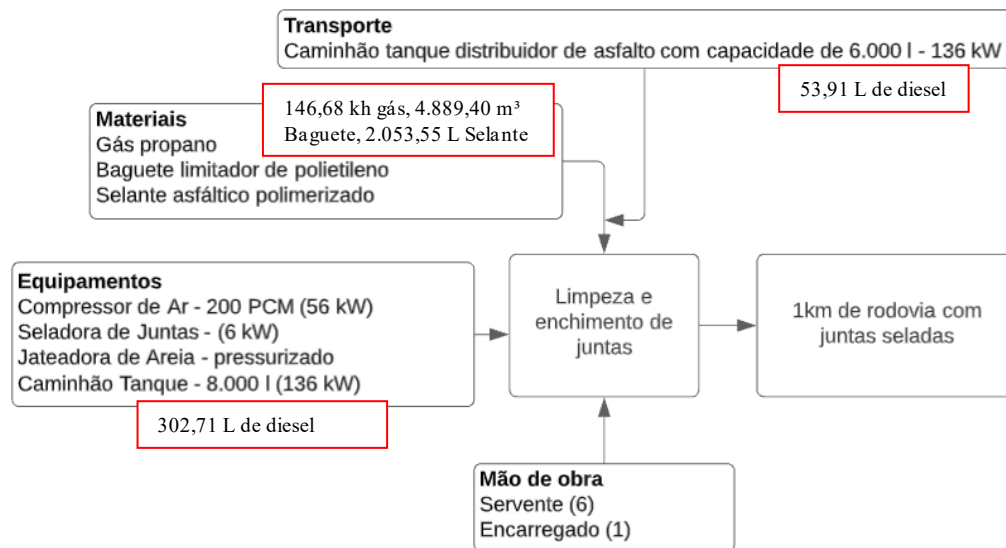 Transporte
Caminhão tanque distribuidor de asfalto com capacidade de 6.000 l - 136 kW
53,91 L de diesel
146,68 kh gás, 4.889,40 m³
Baguete, 2.053,55 L Selante
Materiais
Gás propano
Baguete limitador de polietileno
Selante asfáltico polimerizado
Equipamentos
Compressor de Ar - 200 PCM (56 kW)
Seladora de Juntas - (6 kW)
Jateadora de Areia - pressurizado
Caminhão Tanque - 8.000 l (136 kW)
302,71 L de diesel
Limpeza e
enchimento de
juntas
1km de rodovia com
juntas seladas
Mão de obra
Servente (6)
Encarregado (1)